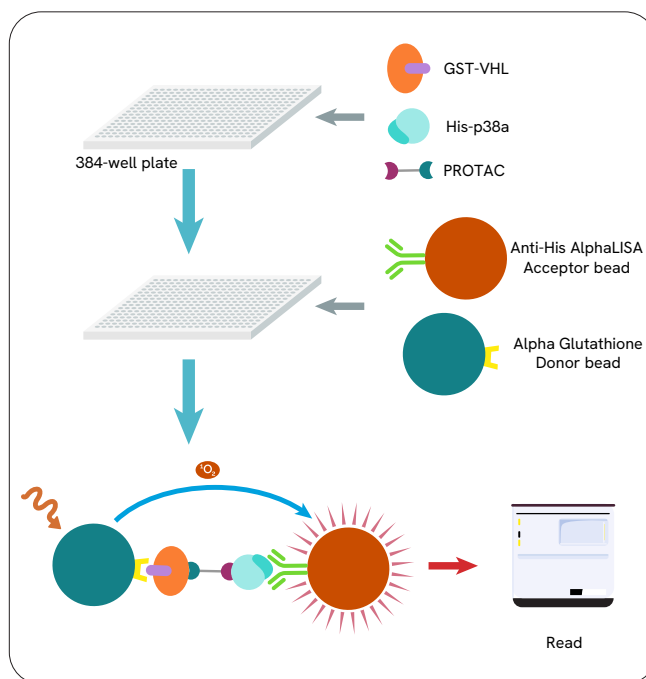 GST-VHL
His-p38a
384-well plate
PROTAC
Anti-His AlphaLISA
Acceptor bead
Alpha Glutathione
Donor bead
¹O₂
Read